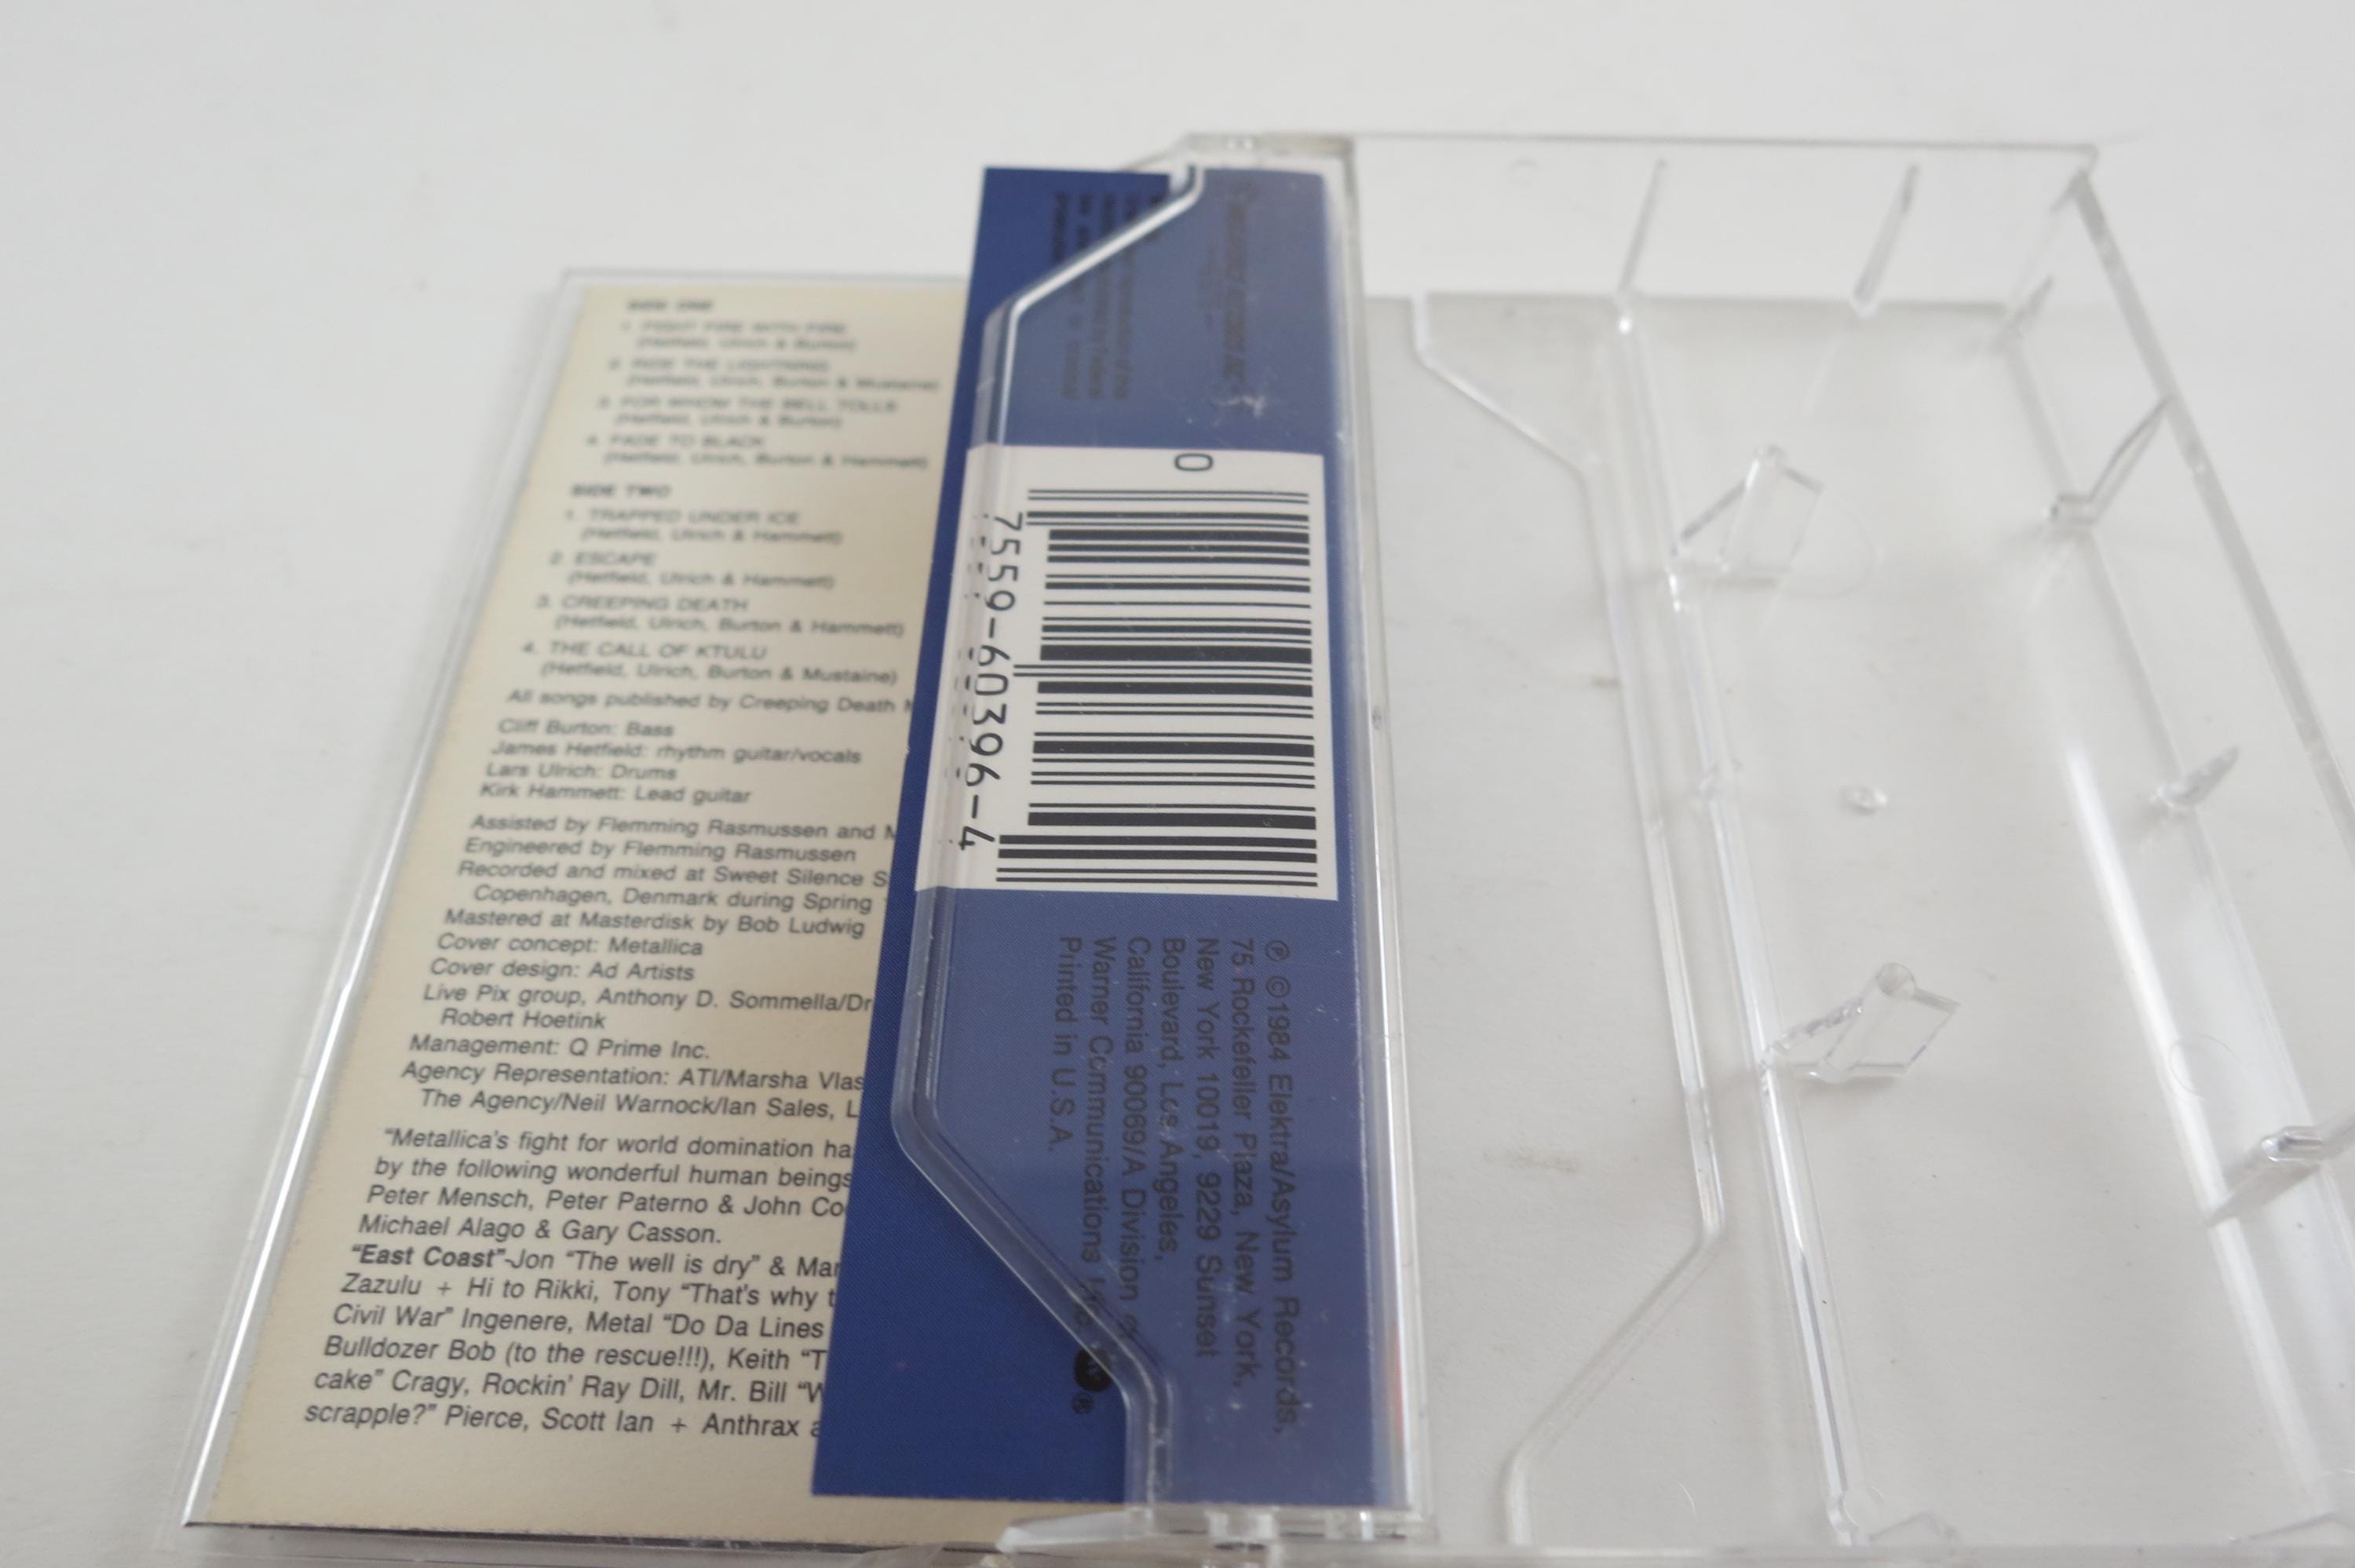 SIDE ONE
1. FIGHT FIRE WITH FIRE
(Hetfield, Ulrich & Burton)
2. RIDE THE LIGHTNING
(Hetfield, Ulrich, Burton & Mustaine)
3. FOR WHOM THE BELL TOLLS
(Hetfield, Ulrich & Burton)
4. FADE TO BLACK
(Hetfield, Ulrich, Burton & Hammett)
SIDE TWO
1. TRAPPED UNDER ICE
(Hetfield, Ulrich & Hammett)
2. ESCAPE
(Hetfield, Ulrich & Hammett)
3. CREEPING DEATH
(Hetfield, Ulrich, Burton & Hammett)
4. THE CALL OF KTULU
(Hetfield, Ulrich, Burton & Mustaine)
All songs published by Creeping Death
Cliff Burton: Bass
James Hetfield: rhythm guitar/vocals
Lars Ulrich: Drums
Kirk Hammett: Lead guitar
Assisted by Flemming Rasmussen and
Engineered by Flemming Rasmussen
Recorded and mixed at Sweet Silence S
Copenhagen, Denmark during Spring
Mastered at Masterdisk by Bob Ludwig
Cover concept: Metallica
Cover design: Ad Artists
Live Pix group, Anthony D. Sommella/Dr
Robert Hoetink
Management: Q Prime Inc.
Agency Representation: ATI/Marsha Vlas
The Agency/Neil Warnock/Ian Sales, L
"Metallica's fight for world domination ha
by the following wonderful human beings
Peter Mensch, Peter Paterno & John Co
Michael Alago & Gary Casson.
"East Coast"-Jon "The well is dry" & Mar
Zazulu + Hi to Rikki, Tony "That's why t
Civil War" Ingenere, Metal "Do Da Lines
Bulldozer Bob (to the rescue!!!), Keith "T
cake" Cragy, Rockin' Ray Dill, Mr. Bill "W
scrapple?" Pierce, Scott Ian + Anthrax a
0
7559-60396-4
℗ ©1984 Elektra/Asylum Records,
75 Rockefeller Plaza, New York,
New York 10019, 9229 Sunset
Boulevard, Los Angeles,
California 90069/A Division of
Warner Communications Inc. ®
Printed in U.S.A.